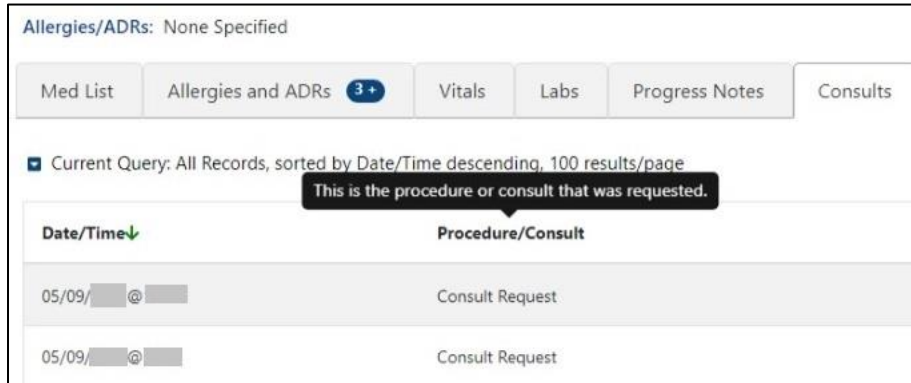 Allergies/ADRs: None Specified
Med List Allergies and ADRs 3+ Vitals Labs Progress Notes Consults
Current Query: All Records, sorted by Date/Time descending, 100 results/page
This is the procedure or consult that was requested.
Date/Time Procedure/Consult
05/09/ @ Consult Request
05/09/ @ Consult Request